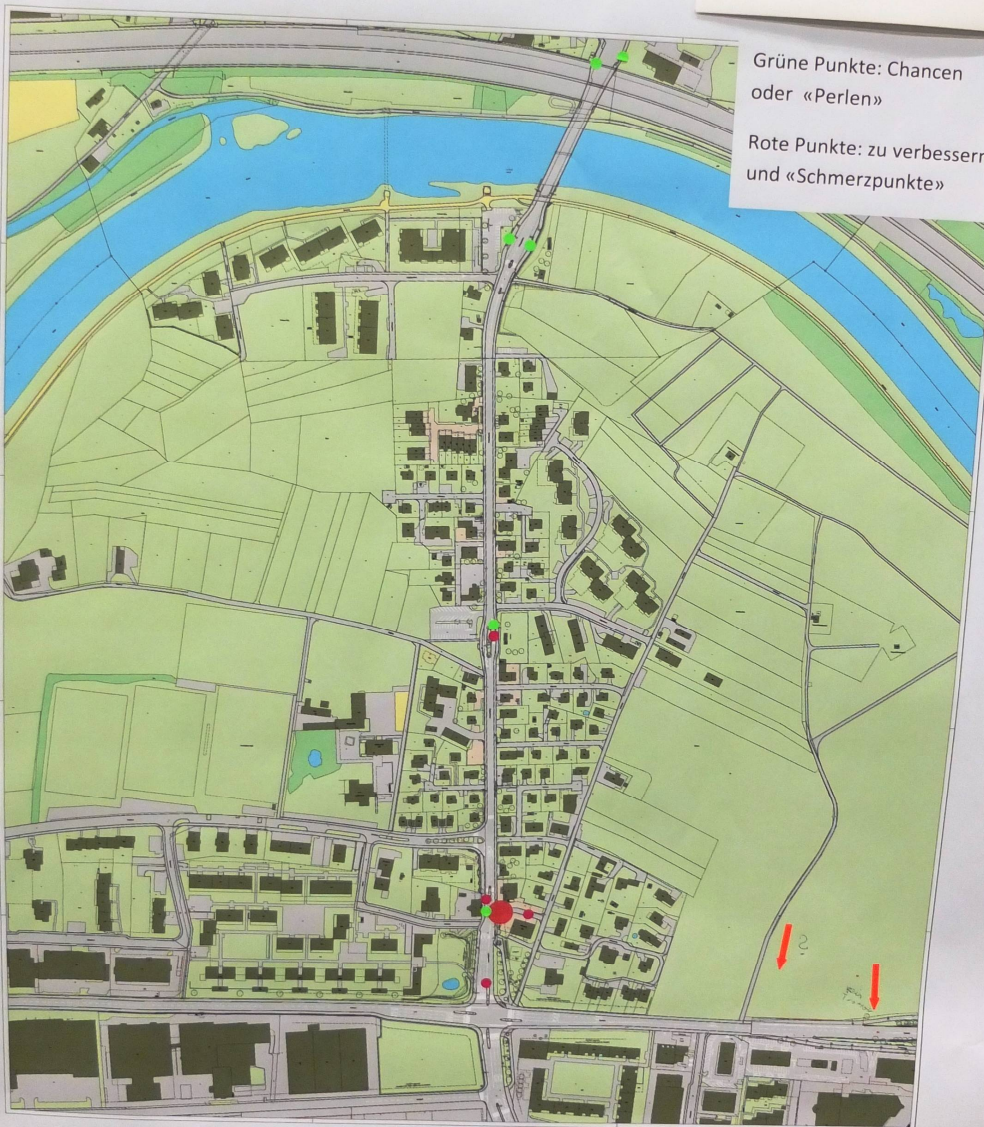 Grüne Punkte: Chancen
oder «Perlen»
Rote Punkte: zu verbessern
und «Schmerzpunkte»
?